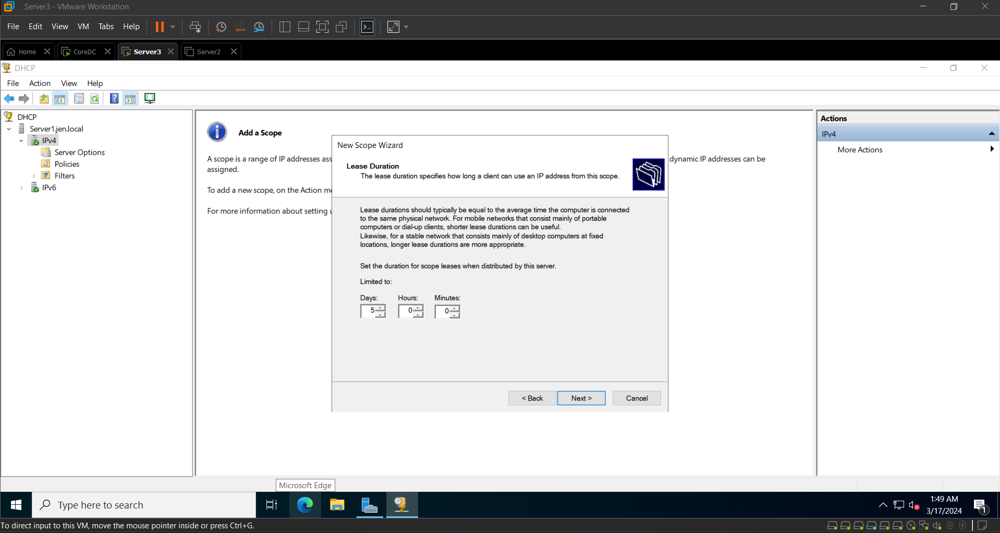 Server3 - VMware Workstation
File Edit View VM Tabs Help
Home CoreDC Server3 Server2
DHCP
File Action View Help
DHCP
Server1.jen.local
IPv4
Server Options
Policies
Filters
IPv6
Add a Scope
A scope is a range of IP addresses ass
dynamic IP addresses can be
assigned.
To add a new scope, on the Action me
For more information about setting u
New Scope Wizard
Lease Duration
The lease duration specifies how long a client can use an IP address from this scope.
Lease durations should typically be equal to the average time the computer is connected
to the same physical network. For mobile networks that consist mainly of portable
computers or dial-up clients, shorter lease durations can be useful.
Likewise, for a stable network that consists mainly of desktop computers at fixed
locations, longer lease durations are more appropriate.
Set the duration for scope leases when distributed by this server.
Limited to:
Days: Hours: Minutes:
5 0 0
< Back Next > Cancel
Actions
IPv4
More Actions
Microsoft Edge
Type here to search
1:49 AM
3/17/2024
1
To direct input to this VM, move the mouse pointer inside or press Ctrl+G.